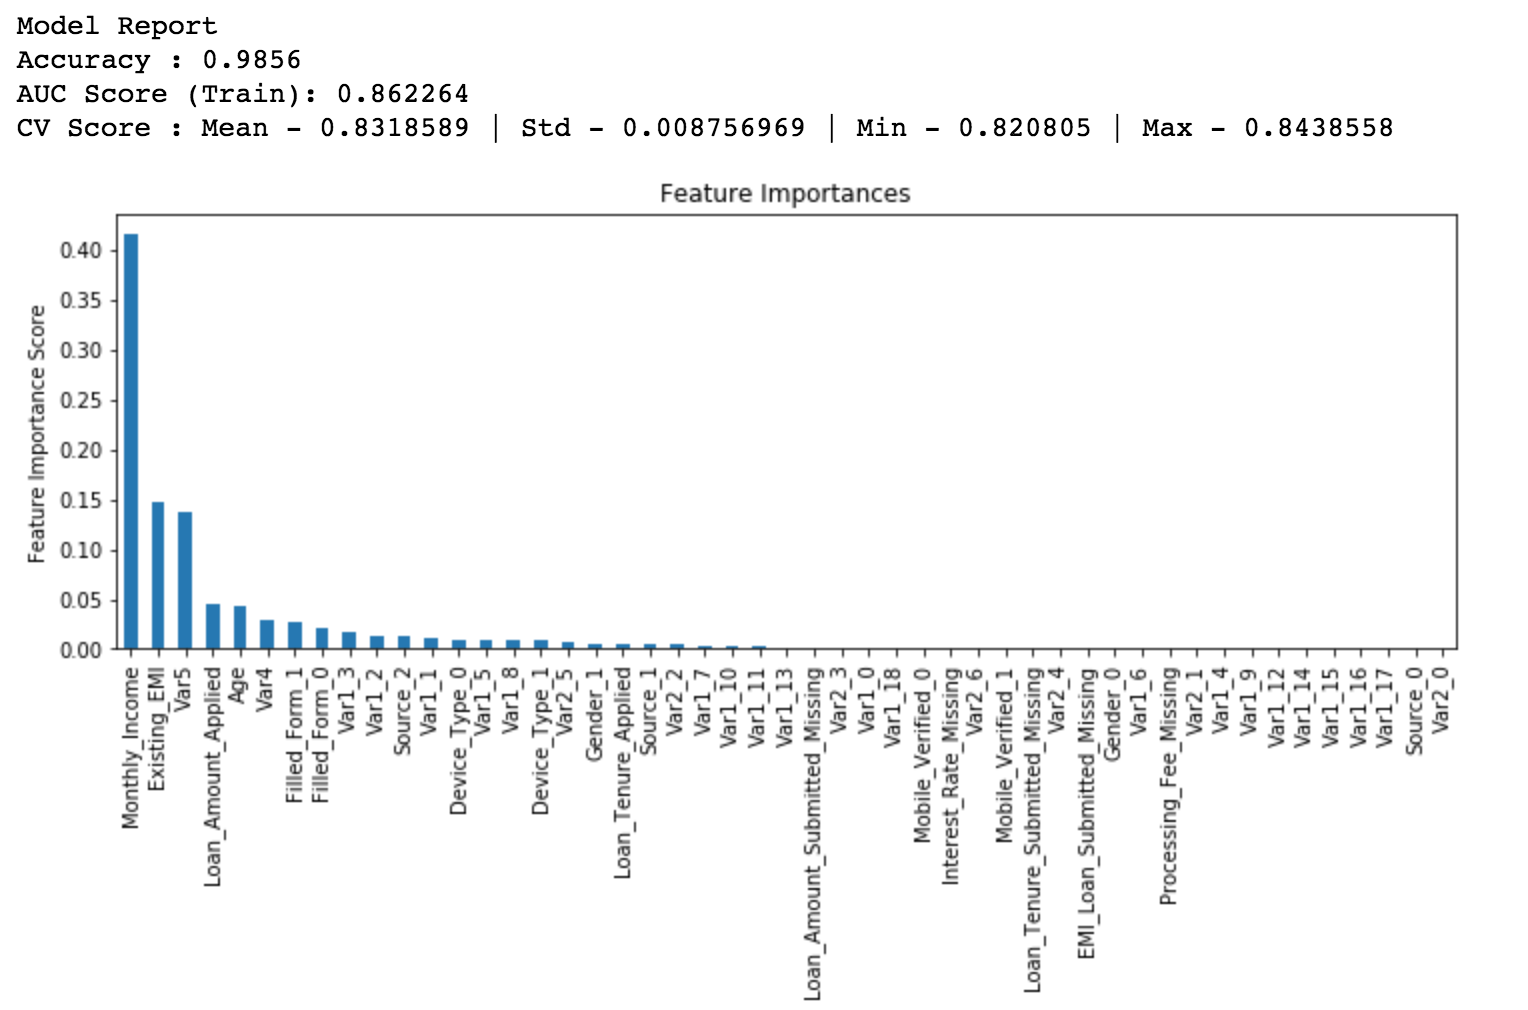 Model Report
Accuracy : 0.9856
AUC Score (Train): 0.862264
CV Score : Mean - 0.8318589 | Std - 0.008756969 | Min - 0.820805 | Max - 0.8438558
Feature Importances
Feature Importance Score
0.40
0.35
0.30
0.25
0.20
0.15
0.10
0.05
0.00
Monthly_Income
Existing_EMI
Var5
Loan_Amount_Applied
Age
Var4
Filled_Form_1
Filled_Form_0
Var1_3
Var1_2
Source_2
Var1_1
Device_Type_0
Var1_5
Var1_8
Device_Type_1
Var2_5
Gender_1
Loan_Tenure_Applied
Source_1
Var2_2
Var1_7
Var1_10
Var1_11
Var1_13
Loan_Amount_Submitted_Missing
Var2_3
Var1_0
Var1_18
Mobile_Verified_0
Interest_Rate_Missing
Var2_6
Mobile_Verified_1
Loan_Tenure_Submitted_Missing
Var2_4
EMI_Loan_Submitted_Missing
Gender_0
Var1_6
Processing_Fee_Missing
Var2_1
Var1_4
Var1_9
Var1_12
Var1_14
Var1_15
Var1_16
Var1_17
Source_0
Var2_0